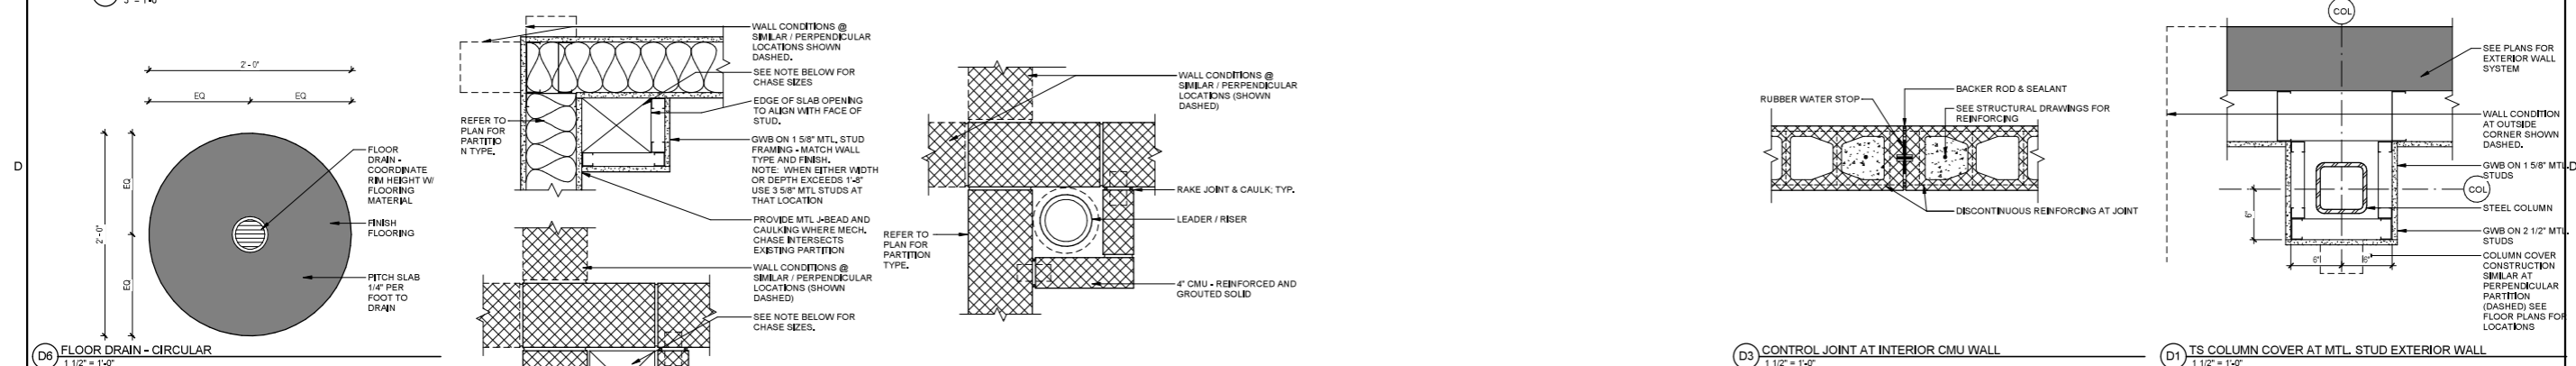 3" = 1'-0"
D
2' - 0"
EQ
EQ
2' - 0"
EQ
EQ
FLOOR
DRAIN -
COORDINATE
RIM HEIGHT W/
FLOORING
MATERIAL
FINISH
FLOORING
PITCH SLAB
1/4" PER
FOOT TO
DRAIN
D6
FLOOR DRAIN - CIRCULAR
1 1/2" = 1'-0"
REFER TO
PLAN FOR
PARTITIO
N TYPE.
WALL CONDITIONS @
SIMILAR / PERPENDICULAR
LOCATIONS SHOWN
DASHED.
SEE NOTE BELOW FOR
CHASE SIZES
EDGE OF SLAB OPENING
TO ALIGN WITH FACE OF
STUD.
GWB ON 1 5/8" MTL. STUD
FRAMING - MATCH WALL
TYPE AND FINISH.
NOTE: WHEN EITHER WIDTH
OR DEPTH EXCEEDS 1'-8"
USE 3 5/8" MTL STUDS AT
THAT LOCATION
PROVIDE MTL J-BEAD AND
CAULKING WHERE MECH.
CHASE INTERSECTS
EXISTING PARTITION
WALL CONDITIONS @
SIMILAR / PERPENDICULAR
LOCATIONS (SHOWN
DASHED)
SEE NOTE BELOW FOR
CHASE SIZES.
REFER TO
PLAN FOR
PARTITION
TYPE.
WALL CONDITIONS @
SIMILAR / PERPENDICULAR
LOCATIONS (SHOWN
DASHED)
RAKE JOINT & CAULK; TYP.
LEADER / RISER
4" CMU - REINFORCED AND
GROUTED SOLID
RUBBER WATER STOP
BACKER ROD & SEALANT
SEE STRUCTURAL DRAWINGS FOR
REINFORCING
DISCONTINUOUS REINFORCING AT JOINT
D3
CONTROL JOINT AT INTERIOR CMU WALL
1 1/2" = 1'-0"
COL
SEE PLANS FOR
EXTERIOR WALL
SYSTEM
WALL CONDITION
AT OUTSIDE
CORNER SHOWN
DASHED.
GWB ON 1 5/8" MTL.
STUDS
D
COL
STEEL COLUMN
GWB ON 2 1/2" MTL.
STUDS
COLUMN COVER
CONSTRUCTION
SIMILAR AT
PERPENDICULAR
PARTITION
(DASHED) SEE
FLOOR PLANS FOR
LOCATIONS
6"
6"
6"
D1
TS COLUMN COVER AT MTL. STUD EXTERIOR WALL
1 1/2" = 1'-0"